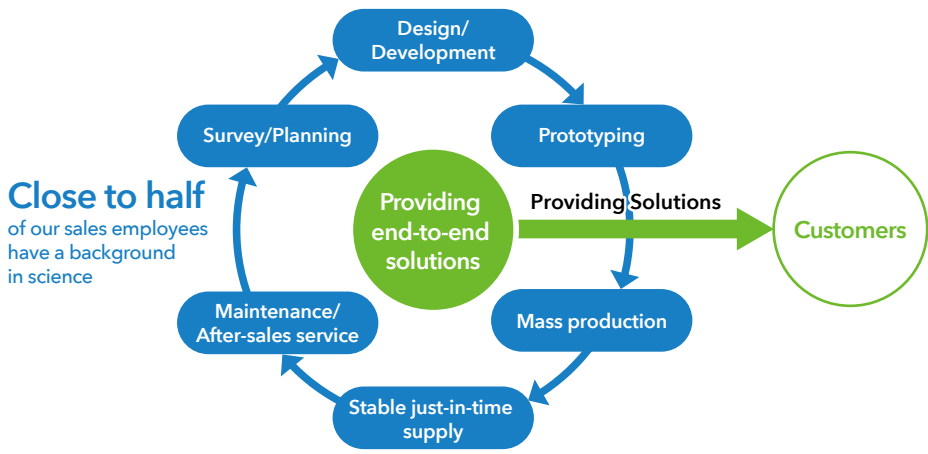 Design/
Development
Survey/Planning
Prototyping
Close to half
of our sales employees
have a background
in science
Providing
end-to-end
solutions
Providing Solutions
Customers
Maintenance/
After-sales service
Mass production
Stable just-in-time
supply